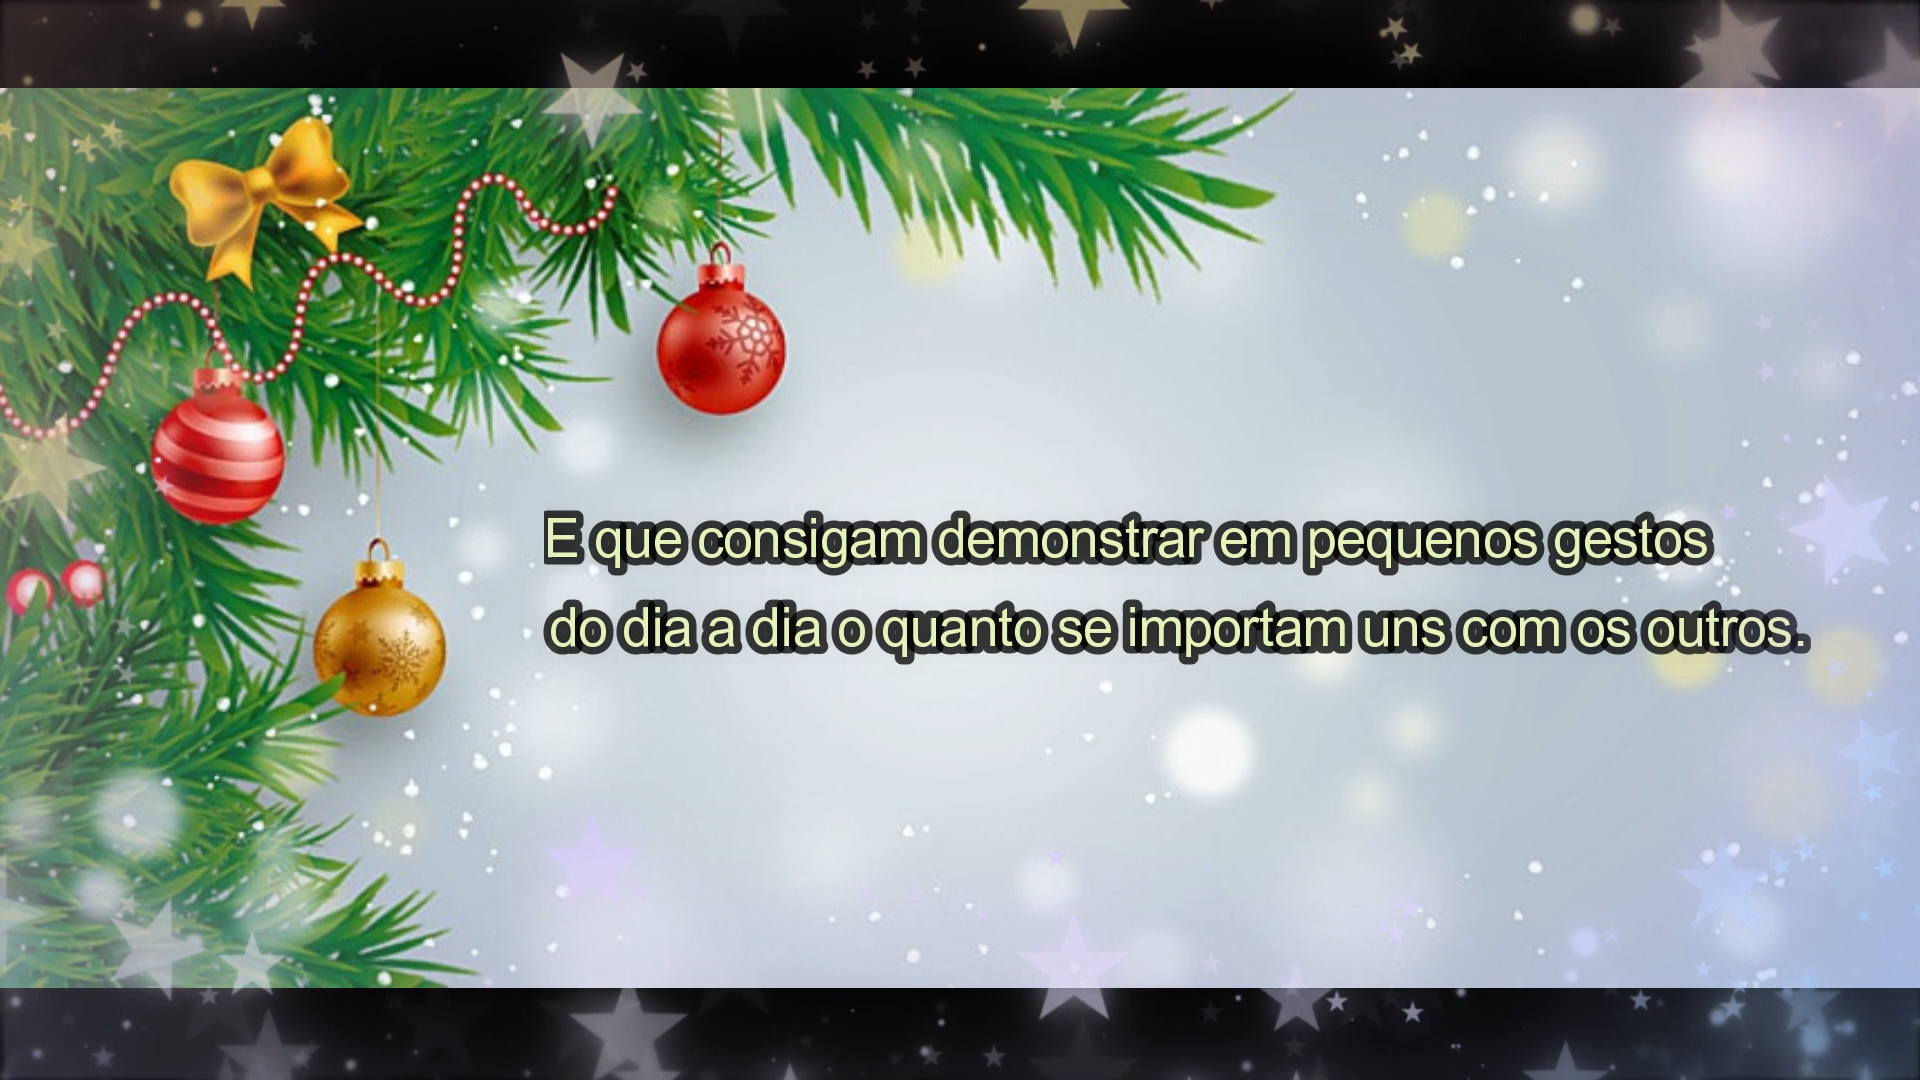 E que consigam demonstrar em pequenos gestos
do dia a dia o quanto se importam uns com os outros.